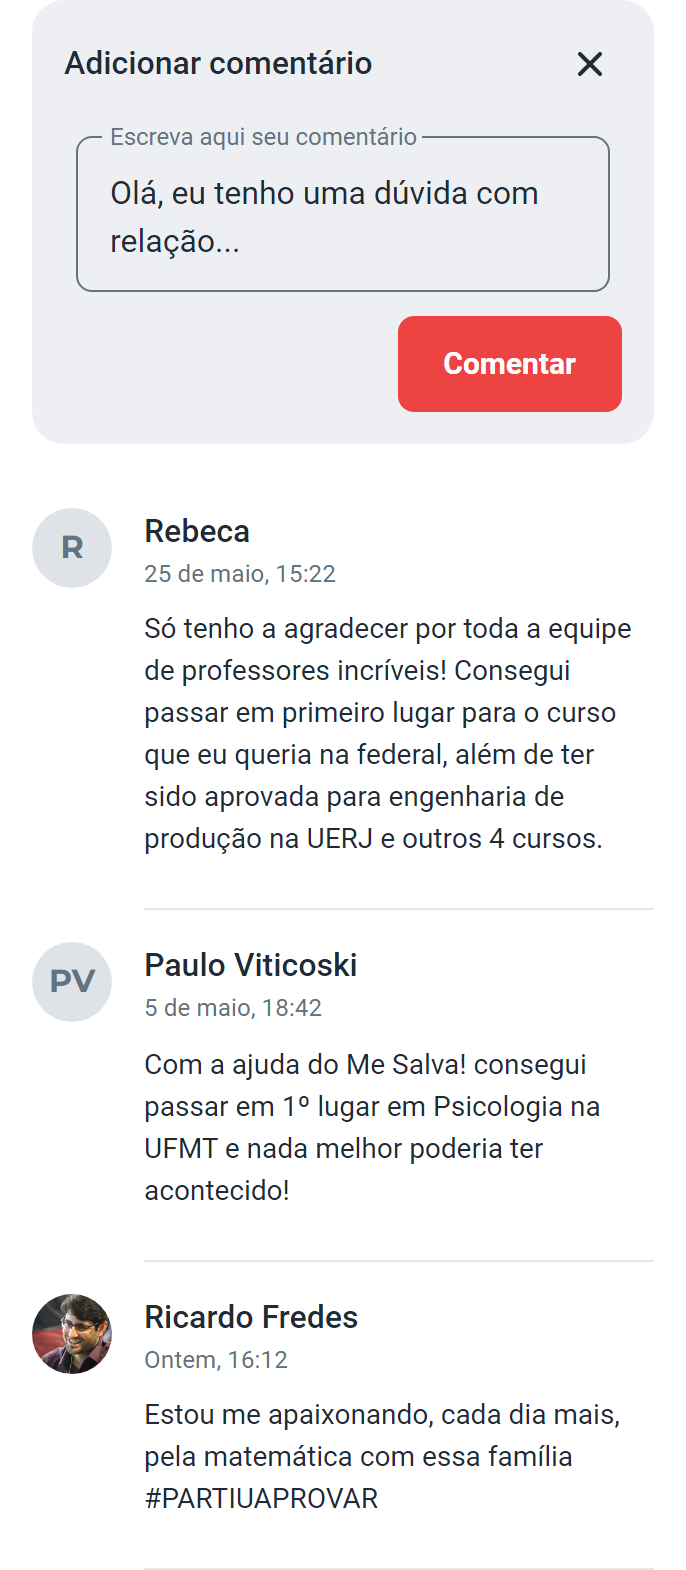 Adicionar comentário
Escreva aqui seu comentário
Olá, eu tenho uma dúvida com
relação...
Comentar
R
Rebeca
25 de maio, 15:22
Só tenho a agradecer por toda a equipe
de professores incríveis! Consegui
passar em primeiro lugar para o curso
que eu queria na federal, além de ter
sido aprovada para engenharia de
produção na UERJ e outros 4 cursos.
PV
Paulo Viticoski
5 de maio, 18:42
Com a ajuda do Me Salva! consegui
passar em 1º lugar em Psicologia na
UFMT e nada melhor poderia ter
acontecido!
Ricardo Fredes
Ontem, 16:12
Estou me apaixonando, cada dia mais,
pela matemática com essa família
#PARTIUAPROVAR